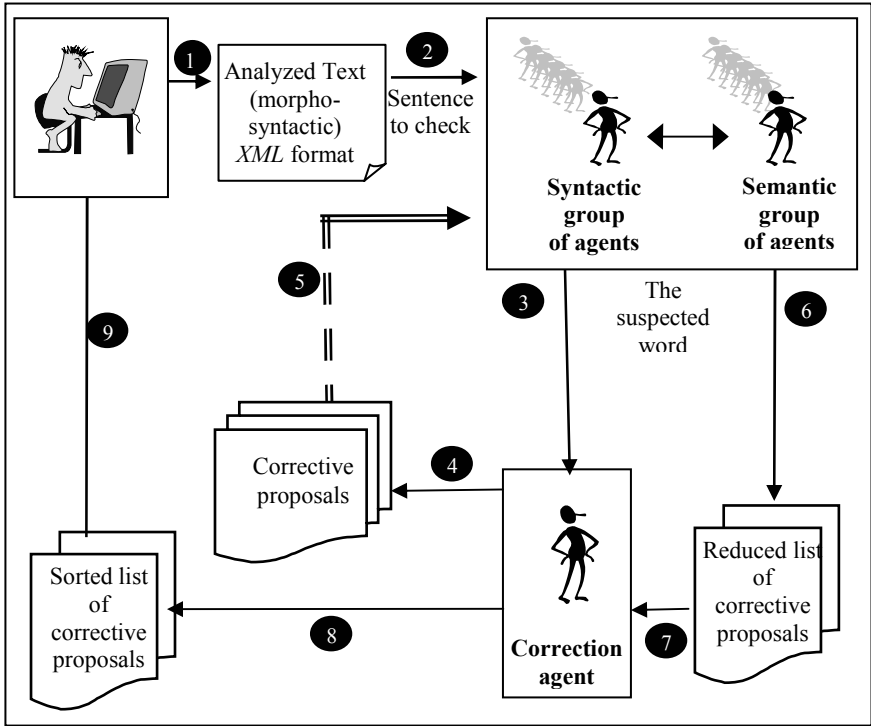 1
2
Analyzed Text
(morpho-
syntactic)
XML format
Sentence
to check
Syntactic
group
of agents
Semantic
group
of agents
5
3
The
suspected
word
6
9
Corrective
proposals
4
Sorted list
of
corrective
proposals
8
Correction
agent
7
Reduced list
of
corrective
proposals